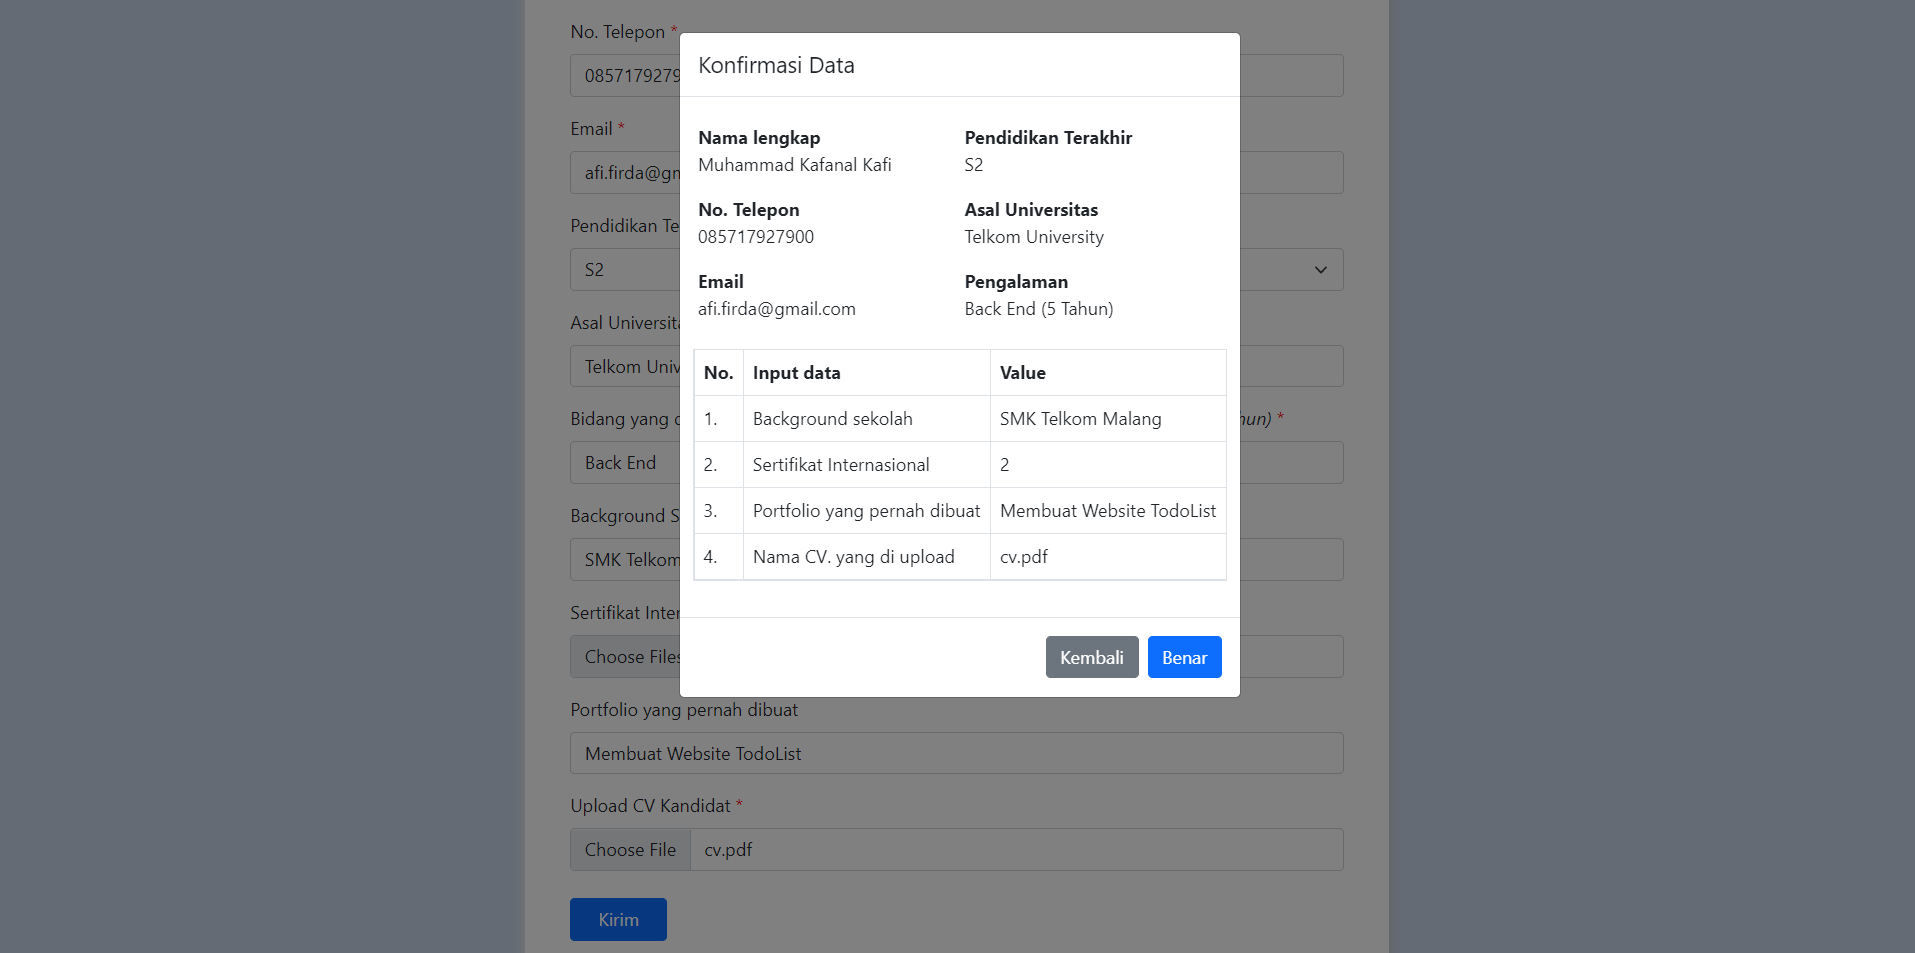 No. Telepon *
0857179279
Email *
afi.firda@gm
Pendidikan Te
S2
Asal Universita
Telkom Univ
Bidang yang
hun) *
Back End
Background S
SMK Telkom
Sertifikat Inter
Choose Files
Portfolio yang pernah dibuat
Membuat Website TodoList
Upload CV Kandidat *
Choose File cv.pdf
Kirim
Konfirmasi Data
Nama lengkap
Muhammad Kafanal Kafi
No. Telepon
085717927900
Email
afi.firda@gmail.com
Pendidikan Terakhir
S2
Asal Universitas
Telkom University
Pengalaman
Back End (5 Tahun)
No. Input data Value
1. Background sekolah SMK Telkom Malang
2. Sertifikat Internasional 2
3. Portfolio yang pernah dibuat Membuat Website TodoList
4. Nama CV. yang di upload cv.pdf
Kembali Benar